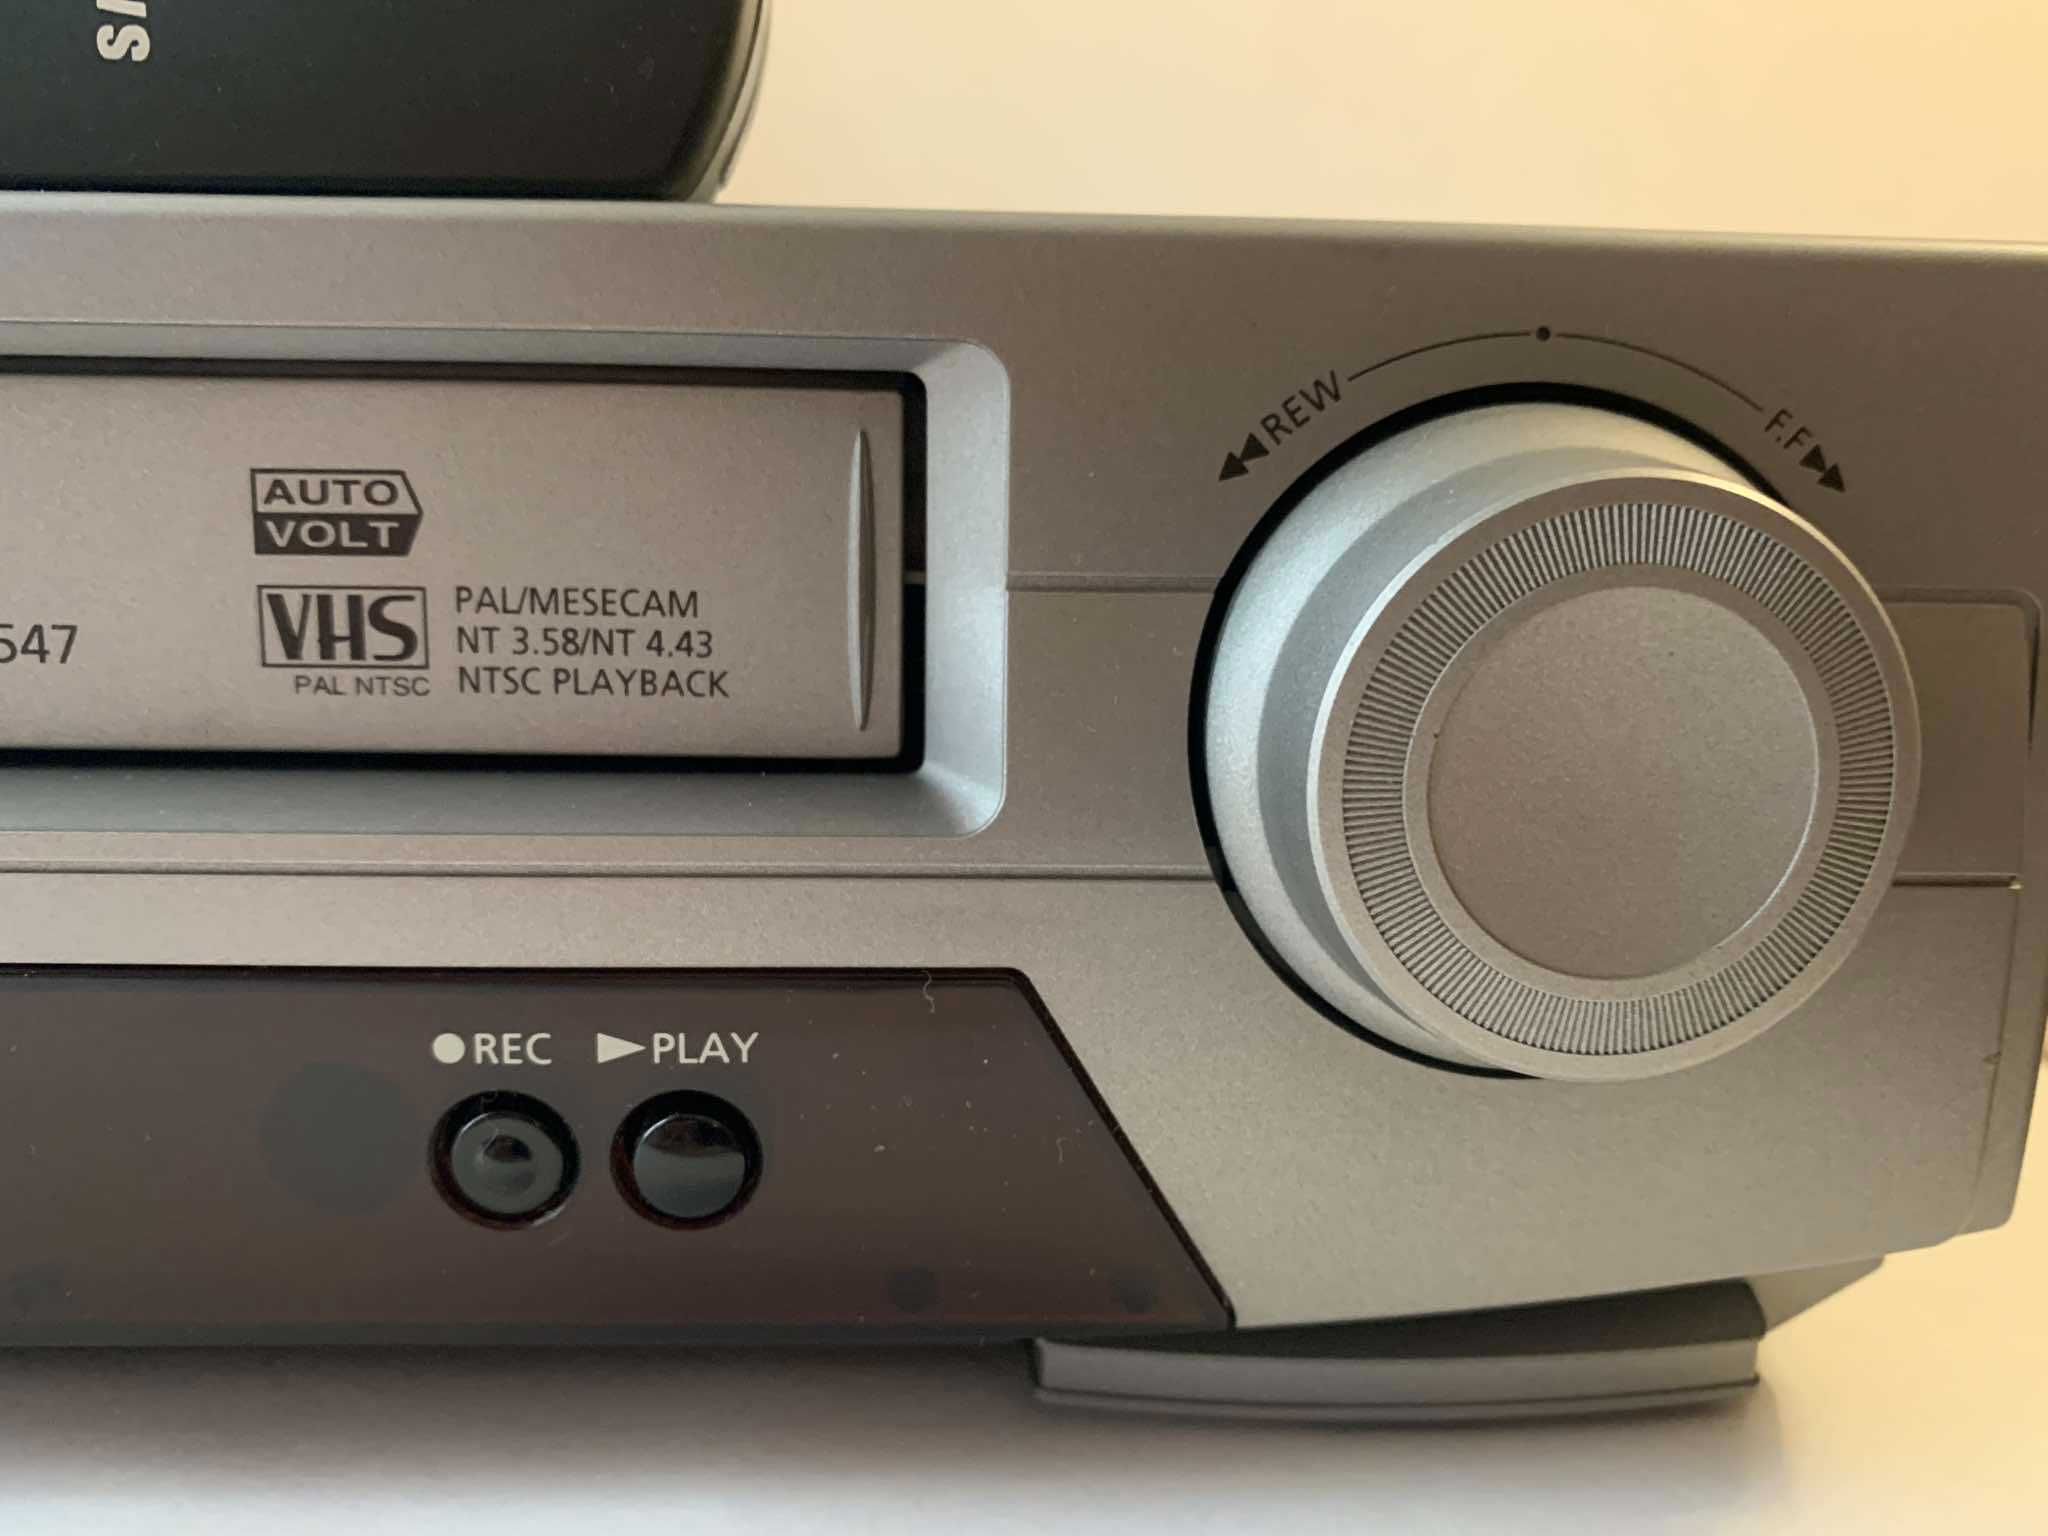 547
AUTO
VOLT
VHS
PAL NTSC
PAL/MESECAM
NT 3.58/NT 4.43
NTSC PLAYBACK
◀◀REW
F.F▶▶
●REC
▶PLAY